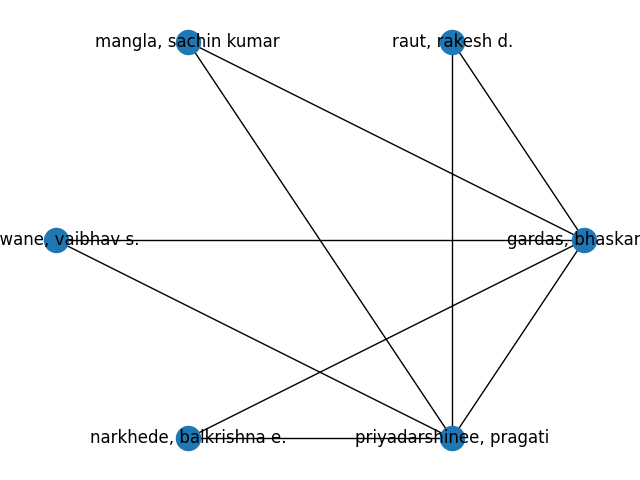 mangla, sachin kumar
raut, rakesh d.
wane, vaibhav s.
gardas, bhaskar
narkhede, balkrishna e.
priyadarshinee, pragati